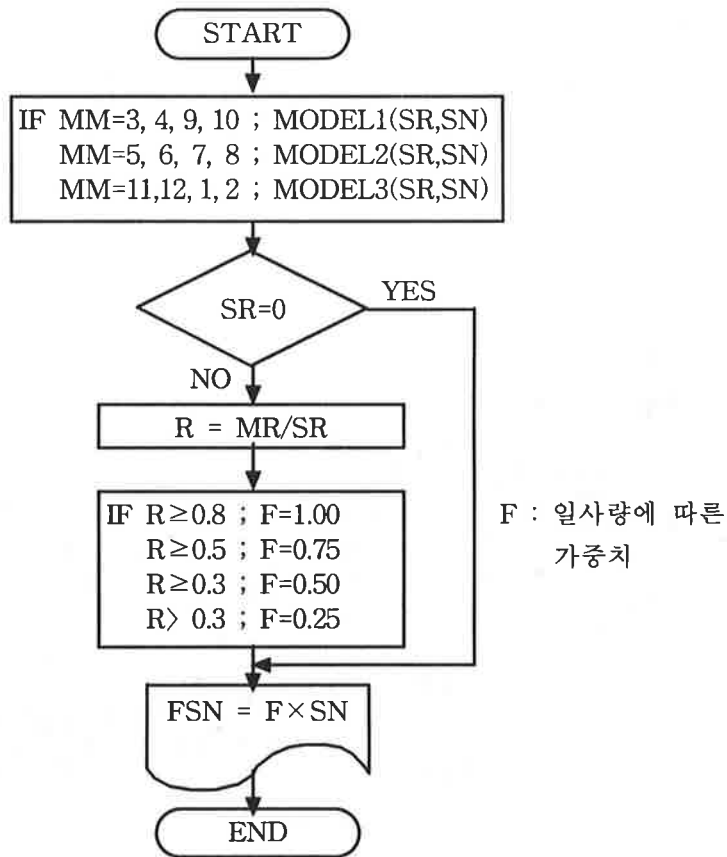 START
IF MM=3, 4, 9, 10 ; MODEL1(SR,SN)
MM=5, 6, 7, 8 ; MODEL2(SR,SN)
MM=11,12, 1, 2 ; MODEL3(SR,SN)
SR=0
YES
NO
R = MR/SR
IF R≥0.8 ; F=1.00
R≥0.5 ; F=0.75
R≥0.3 ; F=0.50
R〉 0.3 ; F=0.25
F : 일사량에 따른
가중치
FSN = F×SN
END